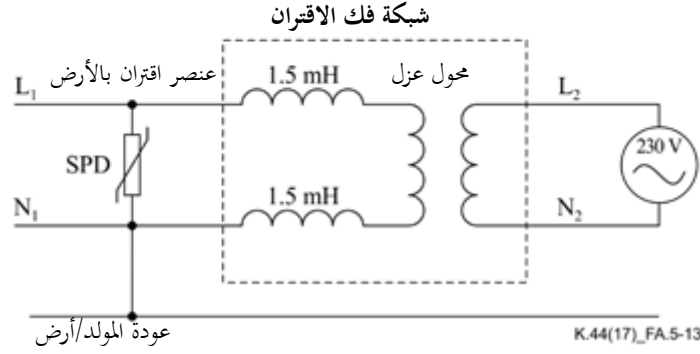 شبكة فك الاقتران
L₁ عنصر اقتران بالأرض 1.5 mH محول عزل L₂
SPD 230 V
N₁ 1.5 mH N₂
عودة المولد/أرض
K.44(17)_FA.5-13